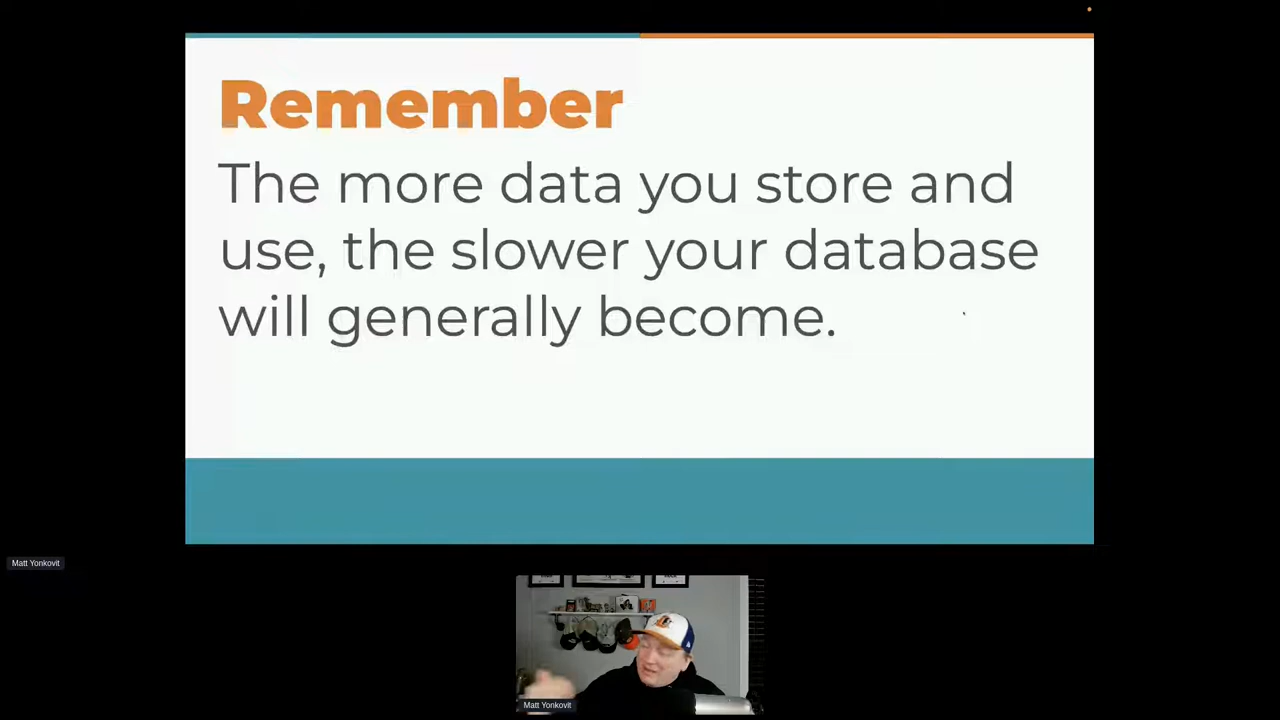 Remember
The more data you store and
use, the slower your database
will generally become.
Matt Yonkovit
Matt Yonkovit